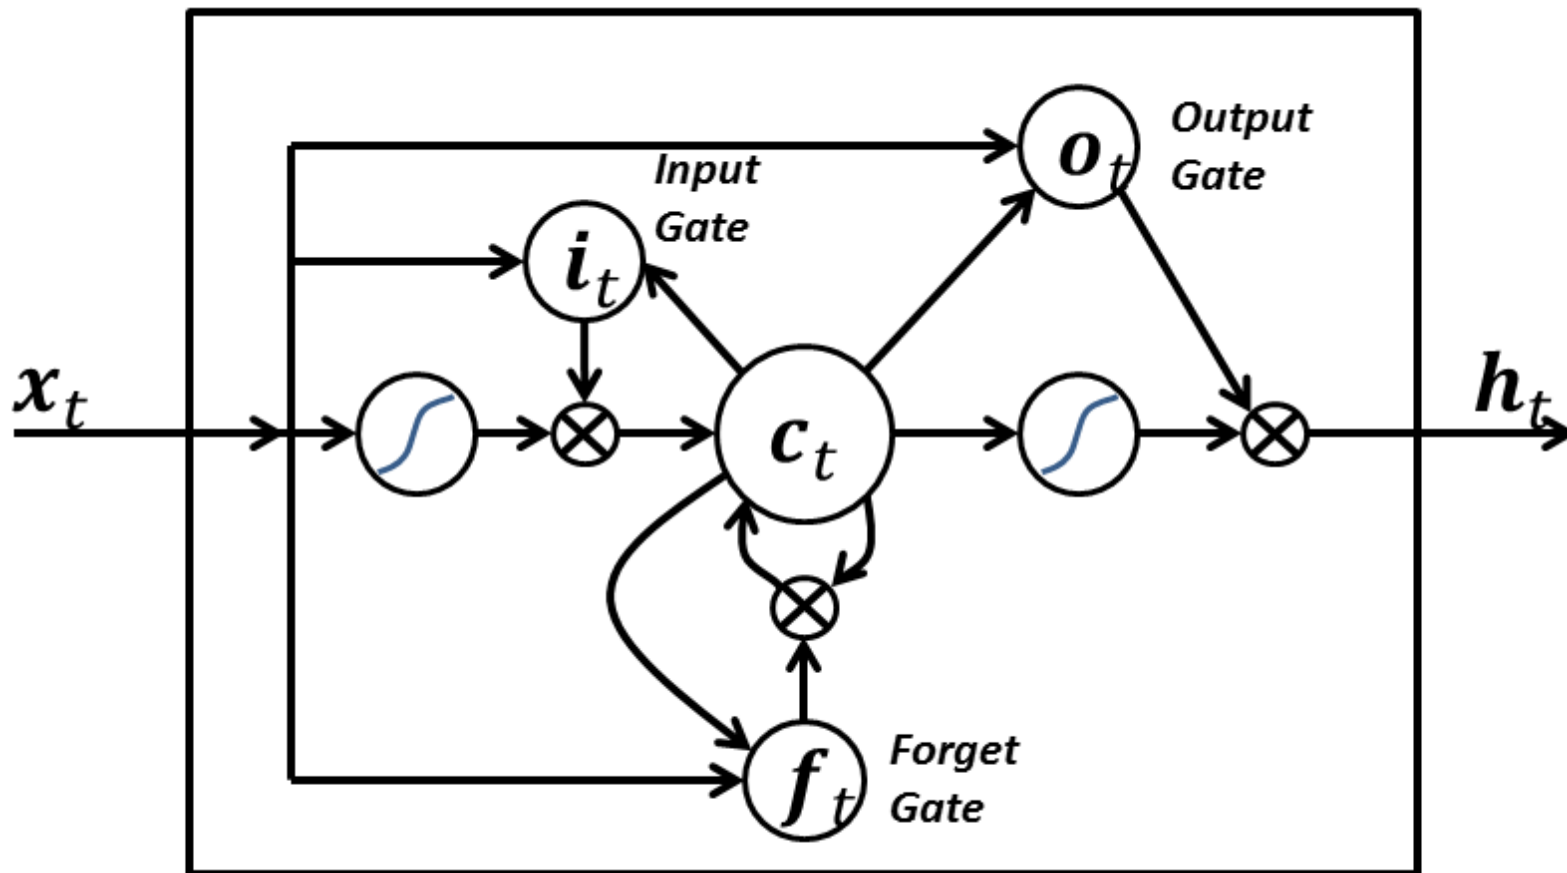 Output
Gate
o_t
Input
Gate
i_t
x_t
c_t
h_t
Forget
Gate
f_t